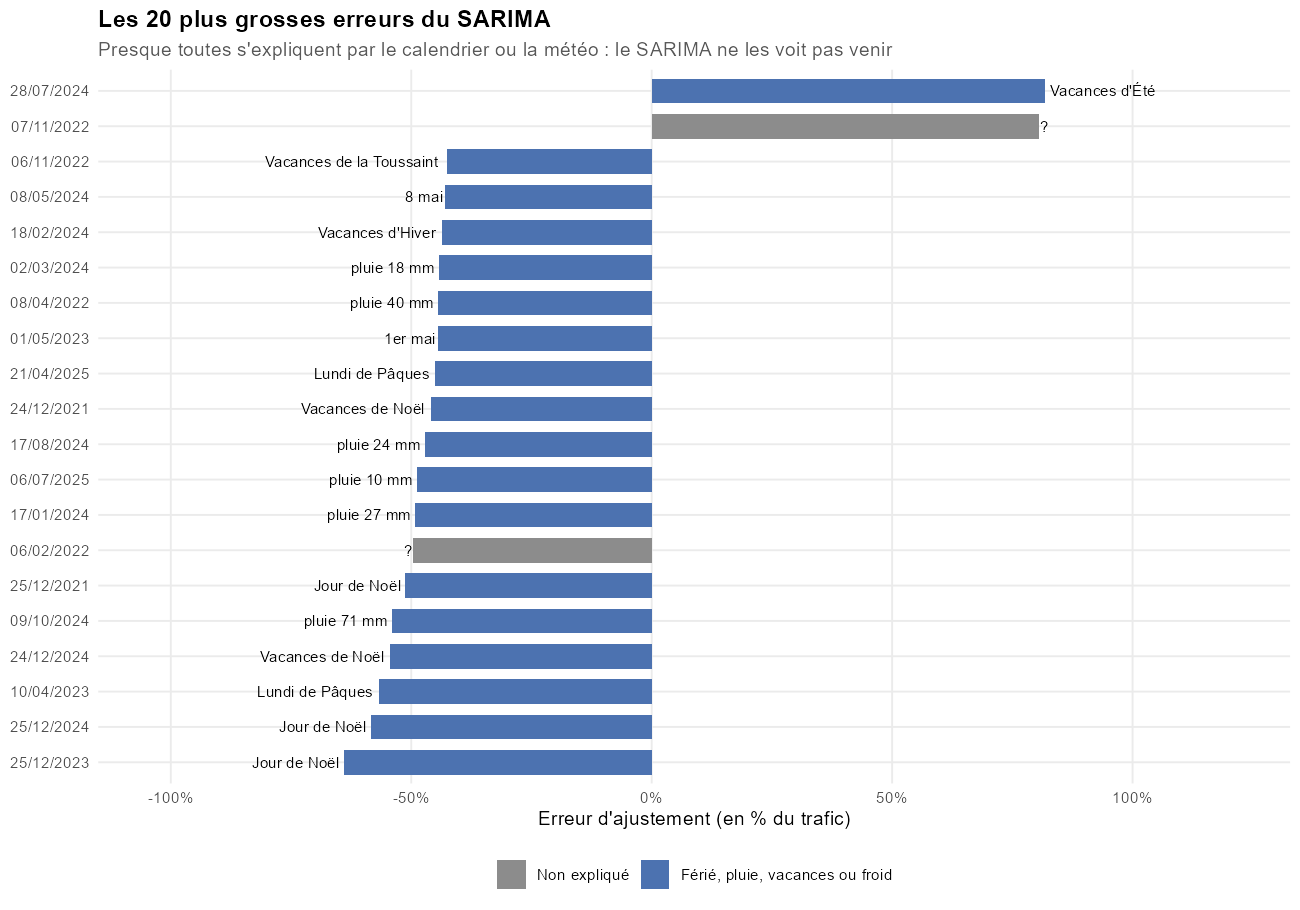 Les 20 plus grosses erreurs du SARIMA
Presque toutes s'expliquent par le calendrier ou la météo : le SARIMA ne les voit pas venir
28/07/2024 Vacances d'Été
07/11/2022 ?
06/11/2022 Vacances de la Toussaint
08/05/2024 8 mai
18/02/2024 Vacances d'Hiver
02/03/2024 pluie 18 mm
08/04/2022 pluie 40 mm
01/05/2023 1er mai
21/04/2025 Lundi de Pâques
24/12/2021 Vacances de Noël
17/08/2024 pluie 24 mm
06/07/2025 pluie 10 mm
17/01/2024 pluie 27 mm
06/02/2022 ?
25/12/2021 Jour de Noël
09/10/2024 pluie 71 mm
24/12/2024 Vacances de Noël
10/04/2023 Lundi de Pâques
25/12/2024 Jour de Noël
25/12/2023 Jour de Noël
-100% -50% 0% 50% 100%
Erreur d'ajustement (en % du trafic)
Non expliqué Férié, pluie, vacances ou froid